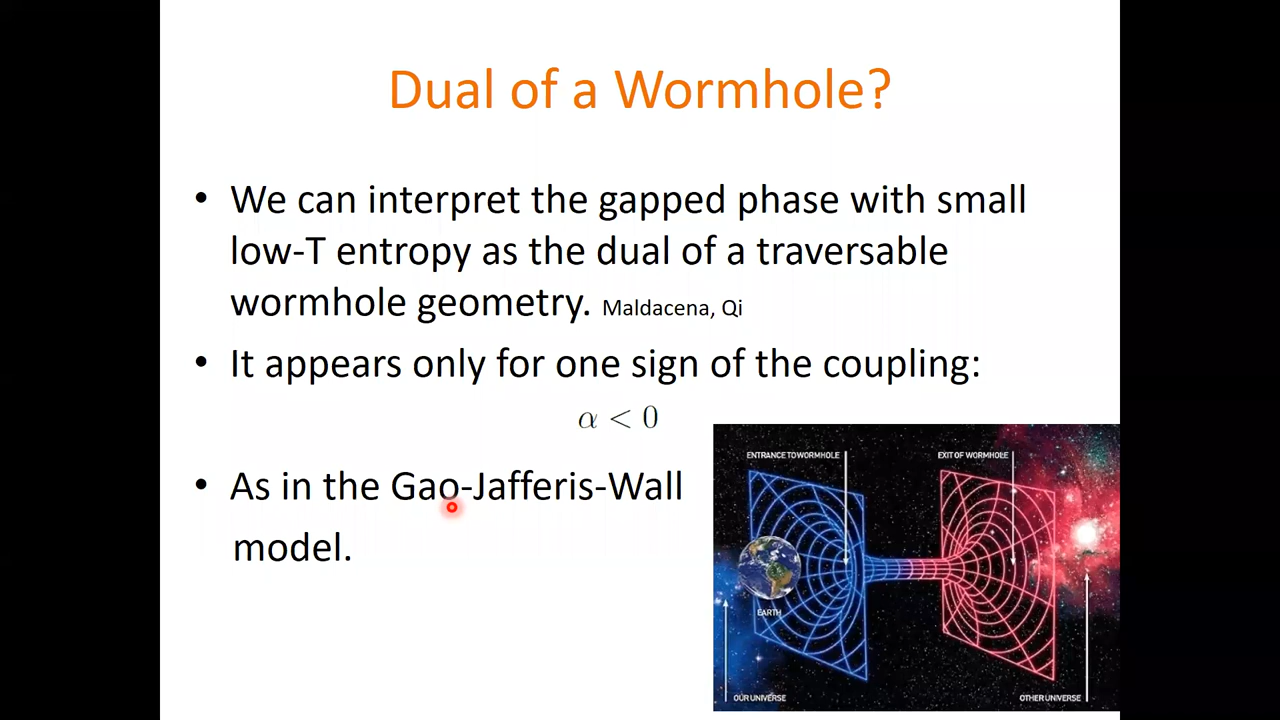 Dual of a Wormhole?
• We can interpret the gapped phase with small
low-T entropy as the dual of a traversable
wormhole geometry. Maldacena, Qi
• It appears only for one sign of the coupling:
α < 0
• As in the Gao-Jafferis-Wall
model.
ENTRANCE TO WORMHOLE
EXIT OF WORMHOLE
EARTH
OUR UNIVERSE
OTHER UNIVERSE